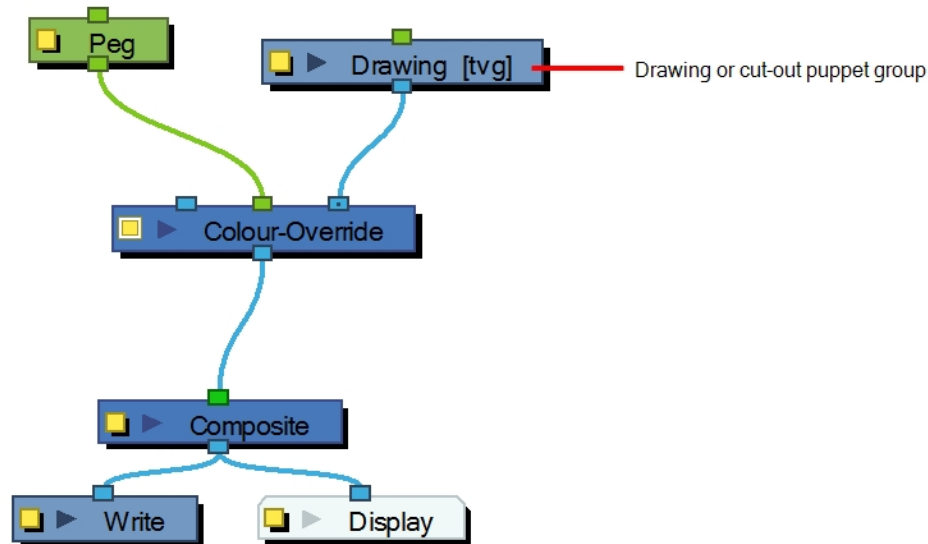 Peg
Drawing [tvg]
Drawing or cut-out puppet group
Colour-Override
Composite
Write
Display